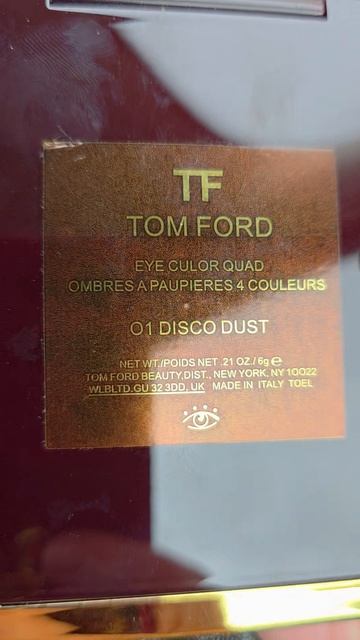 TF
TOM FORD
EYE CULOR QUAD
OMBRES A PAUPIERES 4 COULEURS
01 DISCO DUST
NET WT./POIDS NET .21 OZ./6g ℮
TOM FORD BEAUTY,DIST., NEW YORK, NY 10022
WLBLTD.GU 32 3DD, UK MADE IN ITALY TOEL